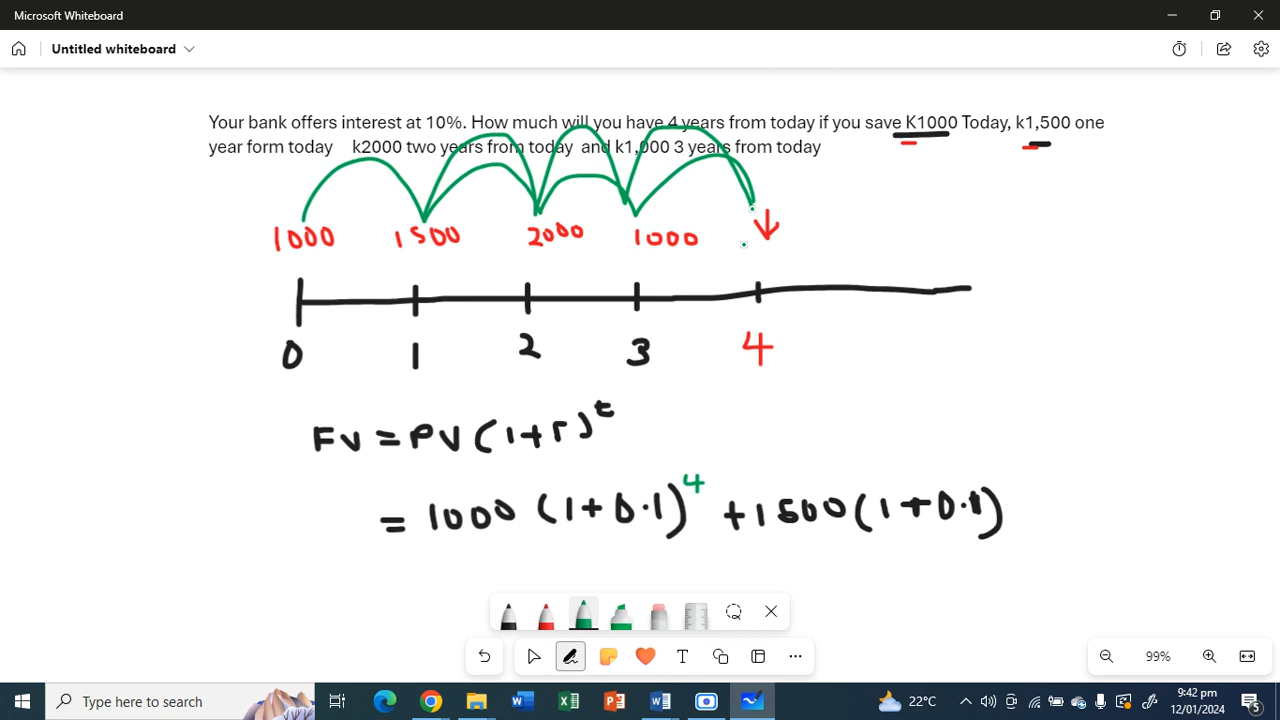 Microsoft Whiteboard
Untitled whiteboard
Your bank offers interest at 10%. How much will you have 4 years from today if you save K1000 Today, k1,500 one
year form today k2000 two years from today and k1,000 3 years from today
1000 1500 2000 1000
0 1 2 3 4
FV = PV (1+r)^t
= 1000 (1+0.1)^4 + 1500 (1+0.1)
99%
Type here to search
22°C
9:42 pm
12/01/2024
5